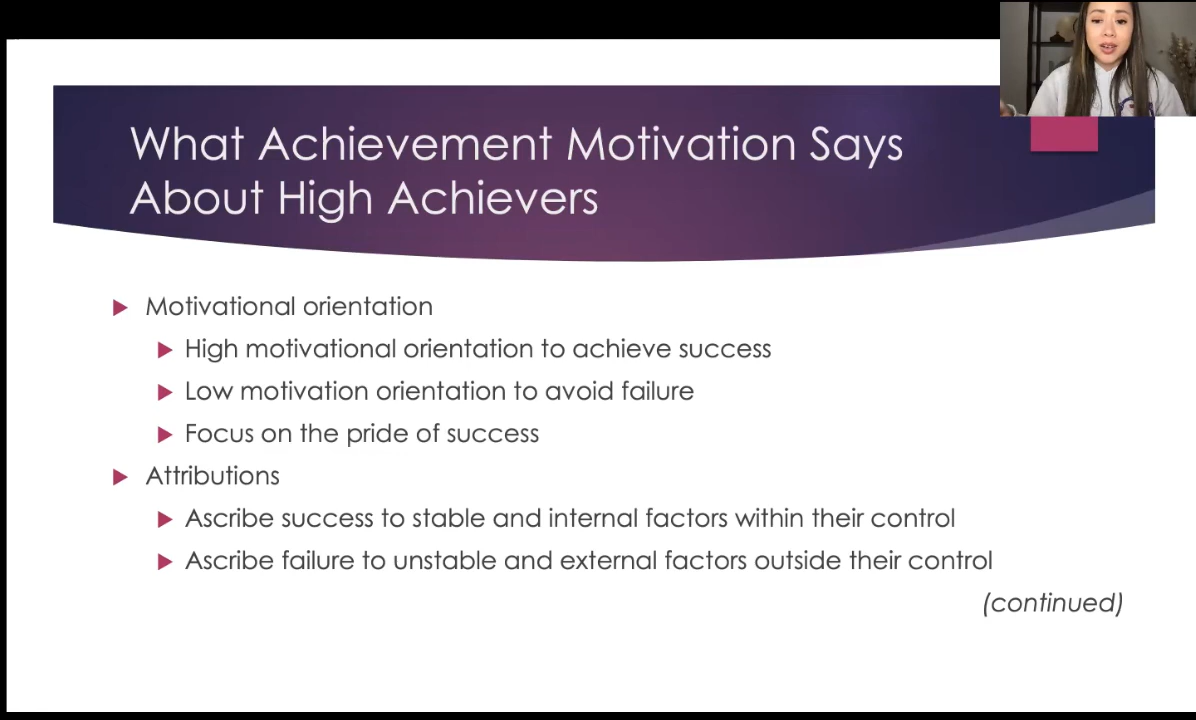 What Achievement Motivation Says
About High Achievers
Motivational orientation
High motivational orientation to achieve success
Low motivation orientation to avoid failure
Focus on the pride of success
Attributions
Ascribe success to stable and internal factors within their control
Ascribe failure to unstable and external factors outside their control
(continued)